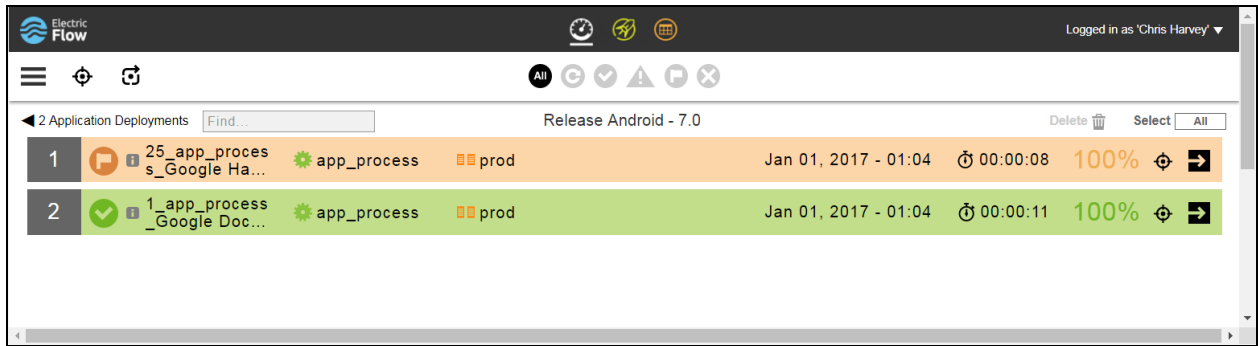 Electric
Flow
Logged in as 'Chris Harvey' ▼
All
2 Application Deployments
Find...
Release Android - 7.0
Delete
Select
All
1
25_app_proces
s_Google Ha...
app_process
prod
Jan 01, 2017 - 01:04
00:00:08
100%
2
1_app_process
_Google Doc...
app_process
prod
Jan 01, 2017 - 01:04
00:00:11
100%